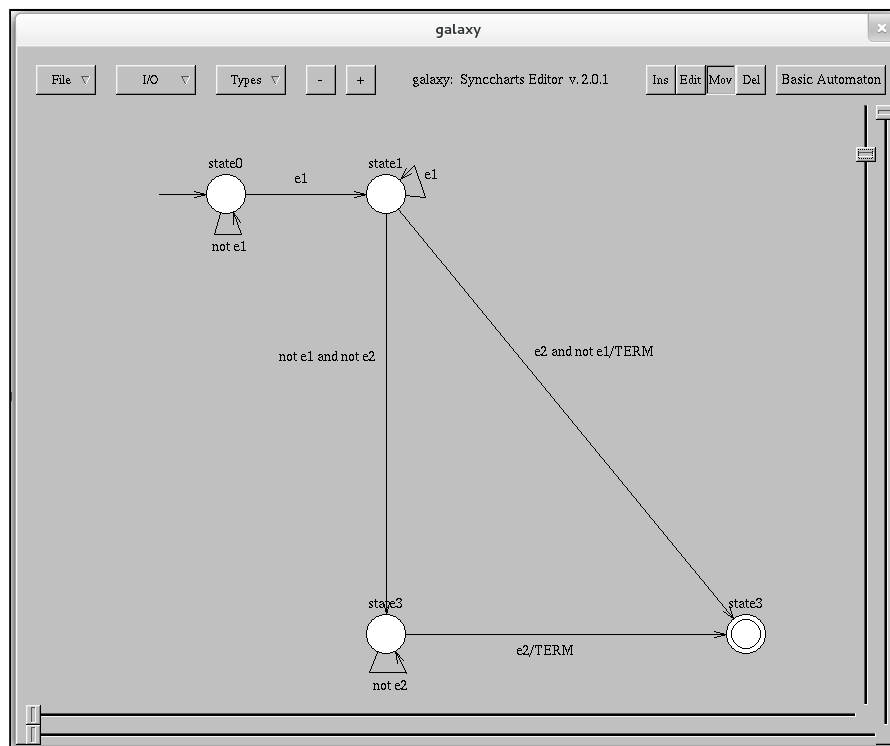 galaxy
File I/O Types - + galaxy: Synccharts Editor v. 2.0.1 Ins Edit Mov Del Basic Automaton
state0
state1
e1
e1
not e1
not e1 and not e2
e2 and not e1/TERM
state3
state3
e2/TERM
not e2